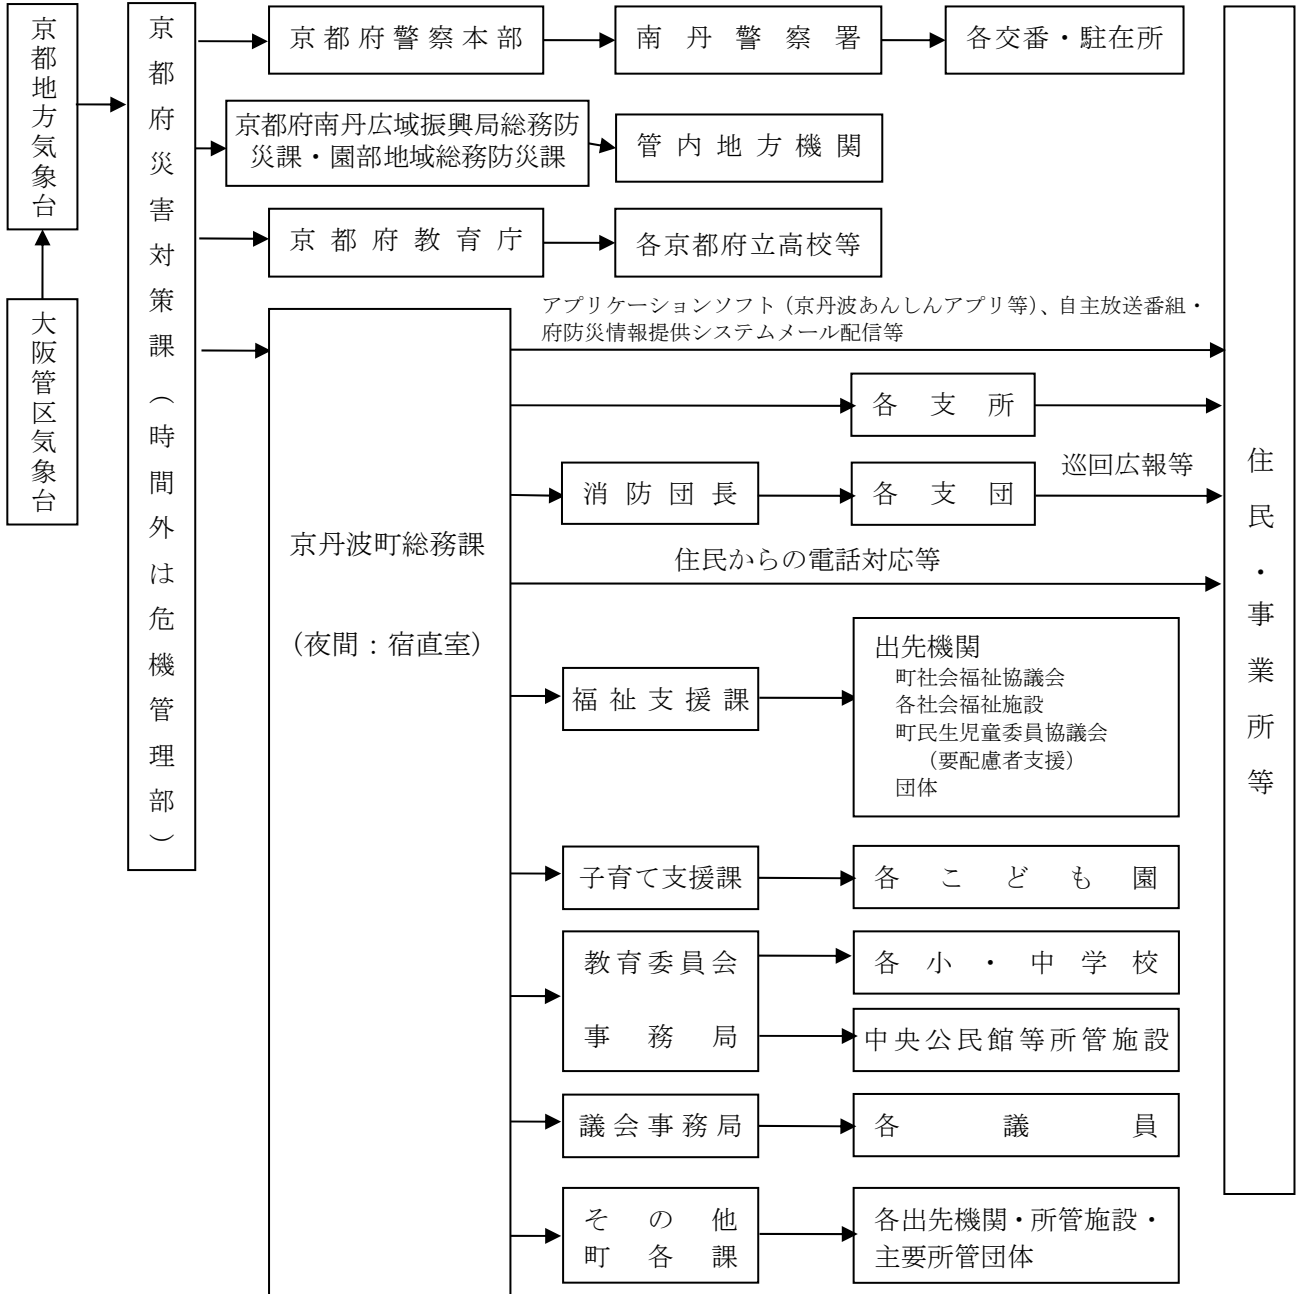 京都地方気象台
大阪管区気象台
京都府災害対策課（時間外は危機管理部）
京都府警察本部
南丹警察署
各交番・駐在所
京都府南丹広域振興局総務防
災課・園部地域総務防災課
管内地方機関
京都府教育庁
各京都府立高校等
京丹波町総務課
（夜間：宿直室）
アプリケーションソフト（京丹波あんしんアプリ等）、自主放送番組・
府防災情報提供システムメール配信等
各支所
消防団長
各支団
巡回広報等
住民からの電話対応等
福祉支援課
出先機関
町社会福祉協議会
各社会福祉施設
町民生児童委員協議会
（要配慮者支援）
団体
子育て支援課
各こども園
教育委員会
事務局
各小・中学校
中央公民館等所管施設
議会事務局
各議員
その他
町各課
各出先機関・所管施設・
主要所管団体
住民・事業所等